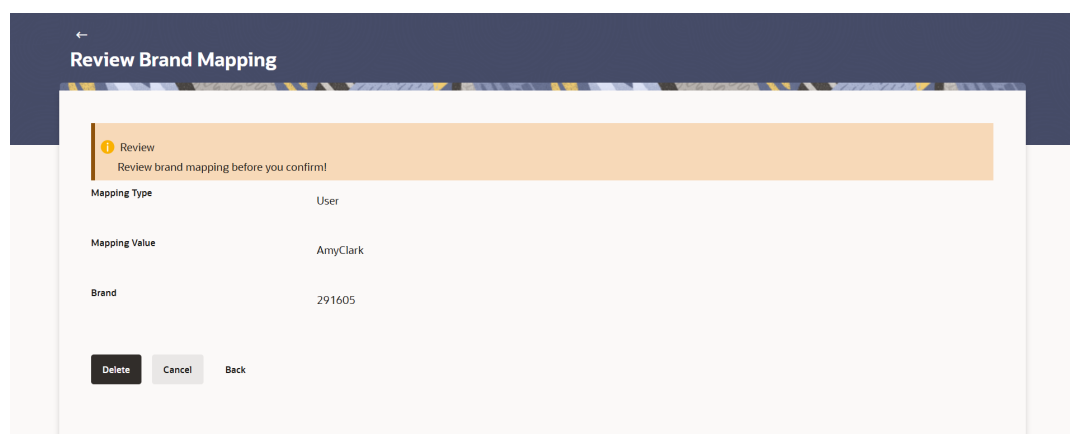 ←
Review Brand Mapping
Review
Review brand mapping before you confirm!
Mapping Type
User
Mapping Value
AmyClark
Brand
291605
Delete Cancel Back